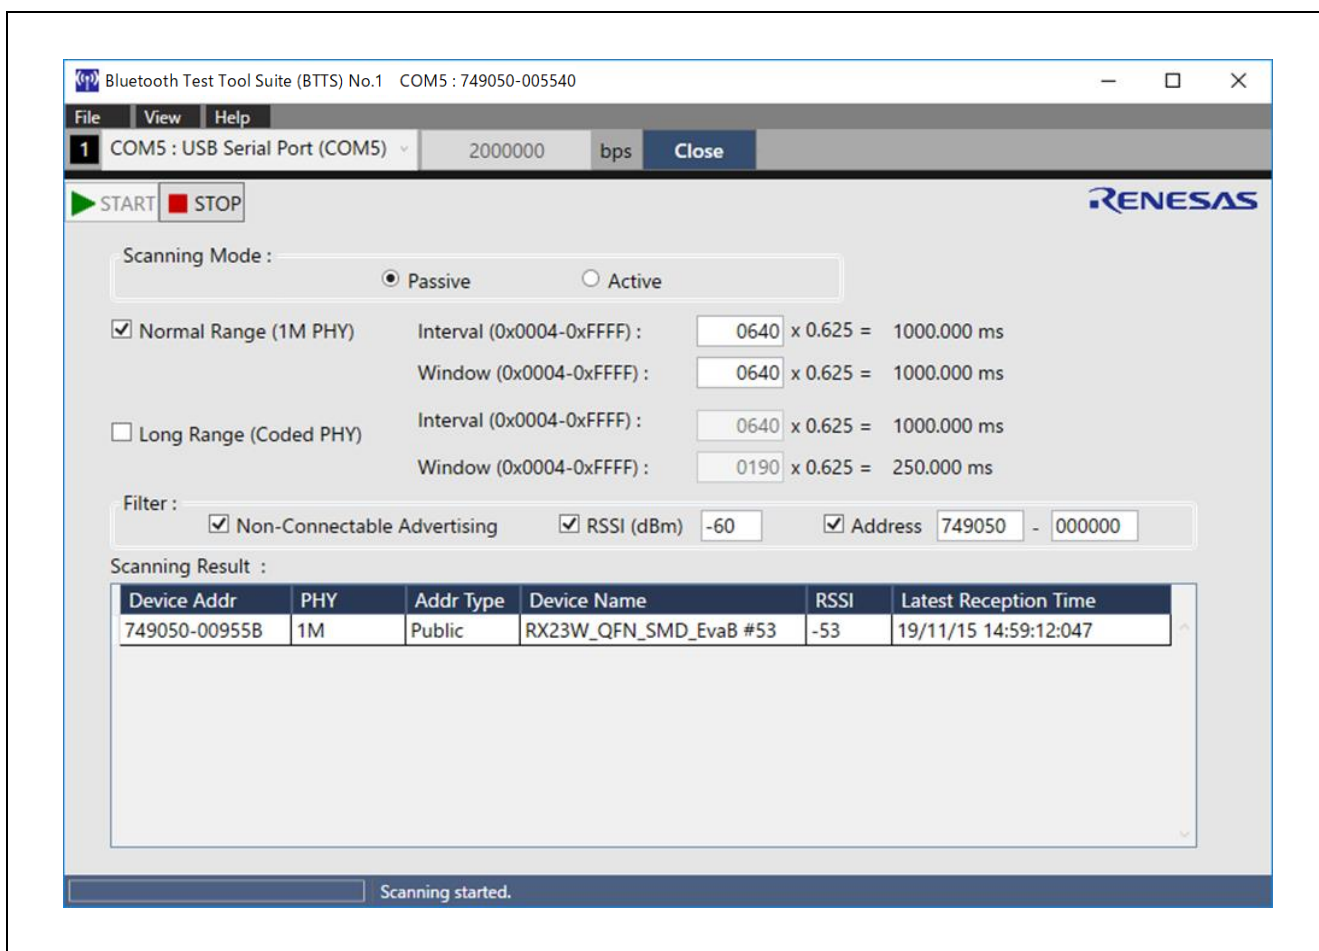 Bluetooth Test Tool Suite (BTTS) No.1 COM5 : 749050-005540
File View Help
1 COM5 : USB Serial Port (COM5) 2000000 bps Close
START STOP RENESAS
Scanning Mode :
Passive Active
Normal Range (1M PHY) Interval (0x0004-0xFFFF) : 0640 x 0.625 = 1000.000 ms
Window (0x0004-0xFFFF) : 0640 x 0.625 = 1000.000 ms
Long Range (Coded PHY) Interval (0x0004-0xFFFF) : 0640 x 0.625 = 1000.000 ms
Window (0x0004-0xFFFF) : 0190 x 0.625 = 250.000 ms
Filter :
Non-Connectable Advertising RSSI (dBm) -60 Address 749050 - 000000
Scanning Result :
Device Addr PHY Addr Type Device Name RSSI Latest Reception Time
749050-00955B 1M Public RX23W_QFN_SMD_EvaB #53 -53 19/11/15 14:59:12:047
Scanning started.